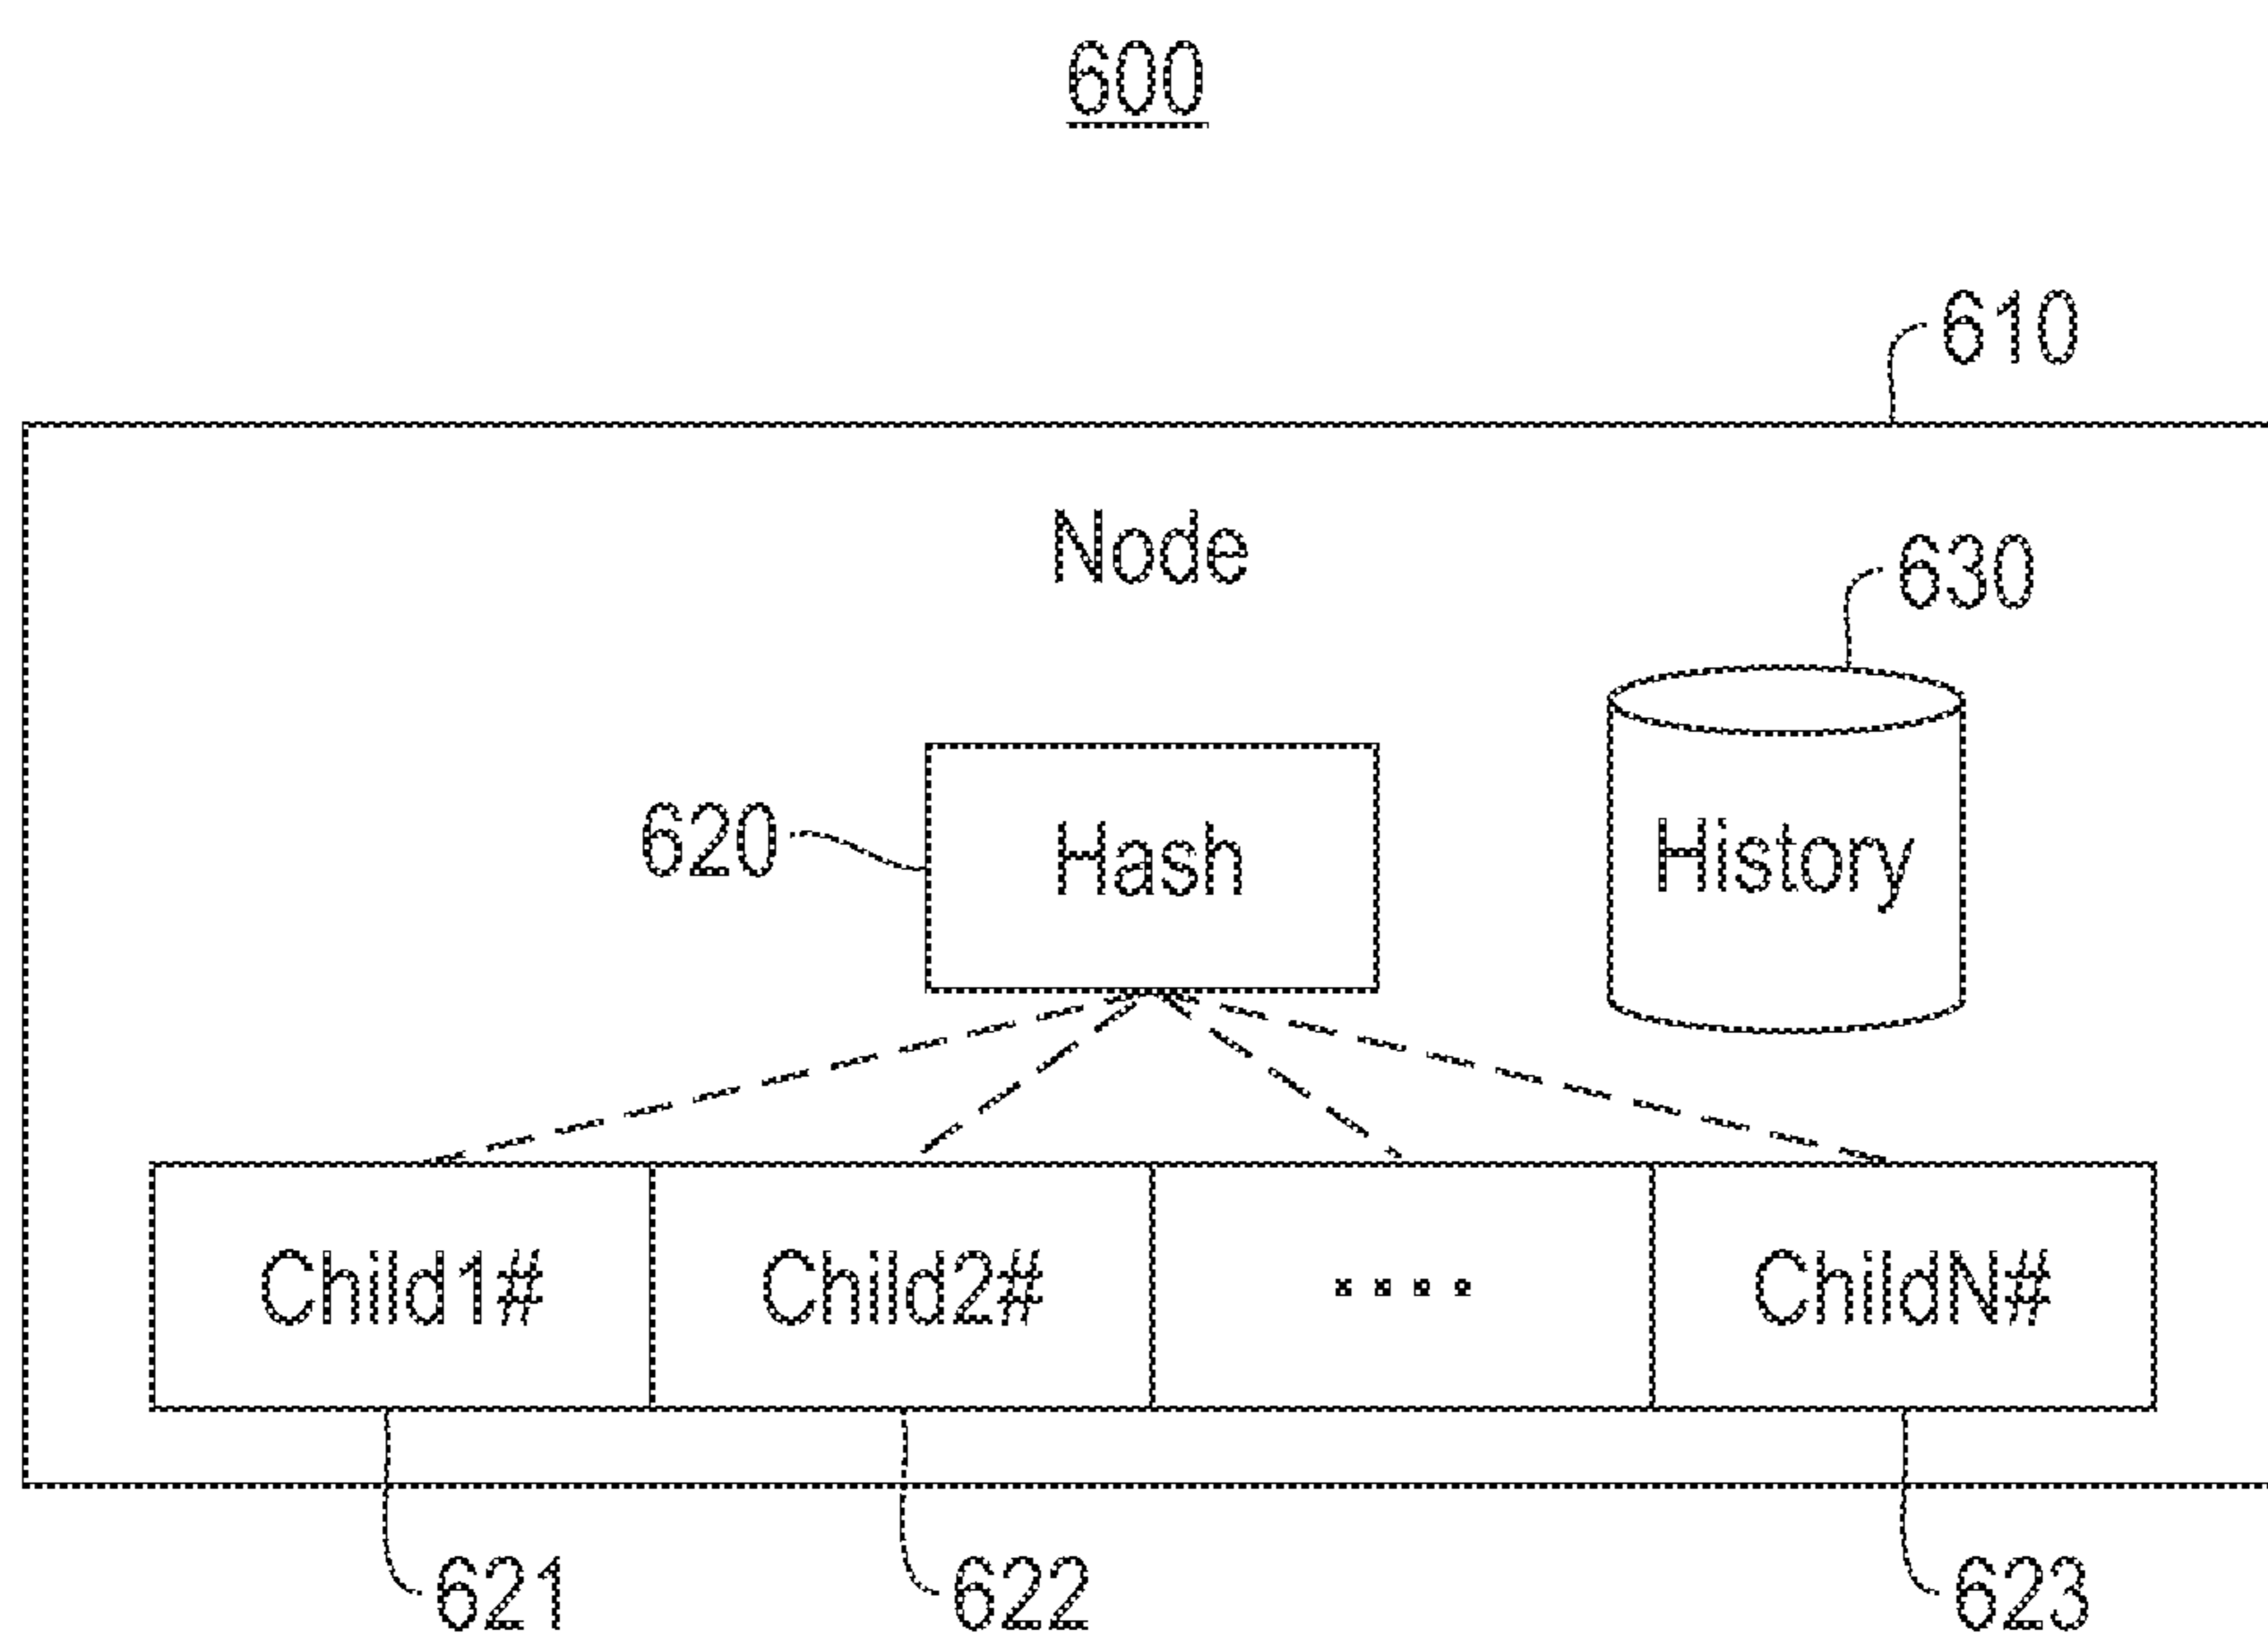 600
610
Node
630
620
Hash
History
Child1#
Child2#
....
ChildN#
621
622
623